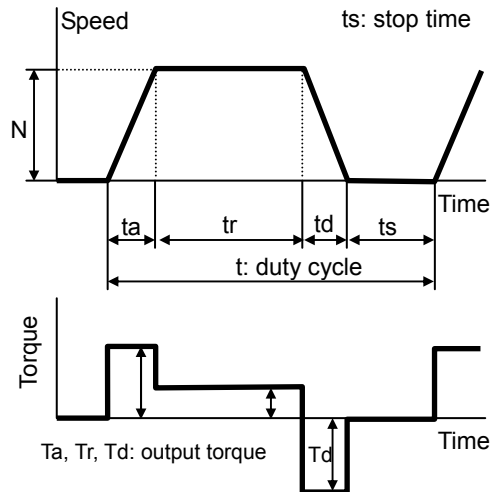 Speed
ts: stop time
N
Time
ta tr td ts
t: duty cycle
Torque
Ta, Tr, Td: output torque
Td
Time